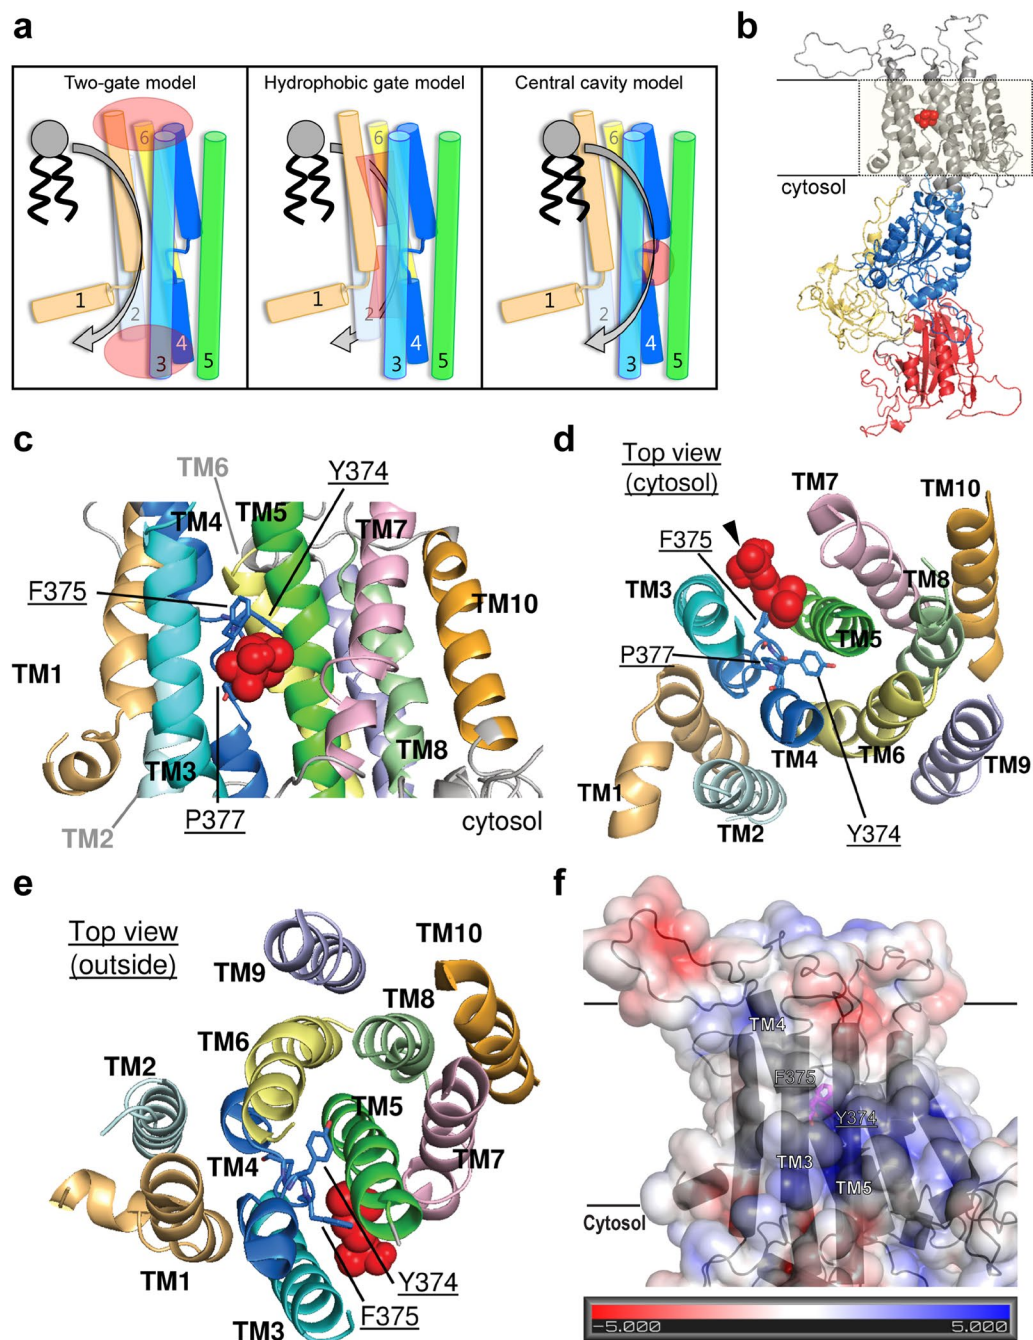 a
Two-gate model
Hydrophobic gate model
Central cavity model
6
1
2
3
4
5
6
1
2
3
4
5
6
1
2
3
4
5
b
cytosol
c
TM6
Y374
TM4
TM5
TM7
F375
TM10
TM1
TM3
TM8
TM2
P377
cytosol
d
Top view
(cytosol)
TM7
TM10
F375
TM3
TM8
TM5
P377
TM4
TM6
TM9
TM1
TM2
Y374
e
Top view
(outside)
TM9
TM10
TM8
TM6
TM2
TM5
TM4
TM7
TM1
Y374
F375
TM3
f
TM4
F375
Y374
TM3
TM5
Cytosol
-5.000
5.000